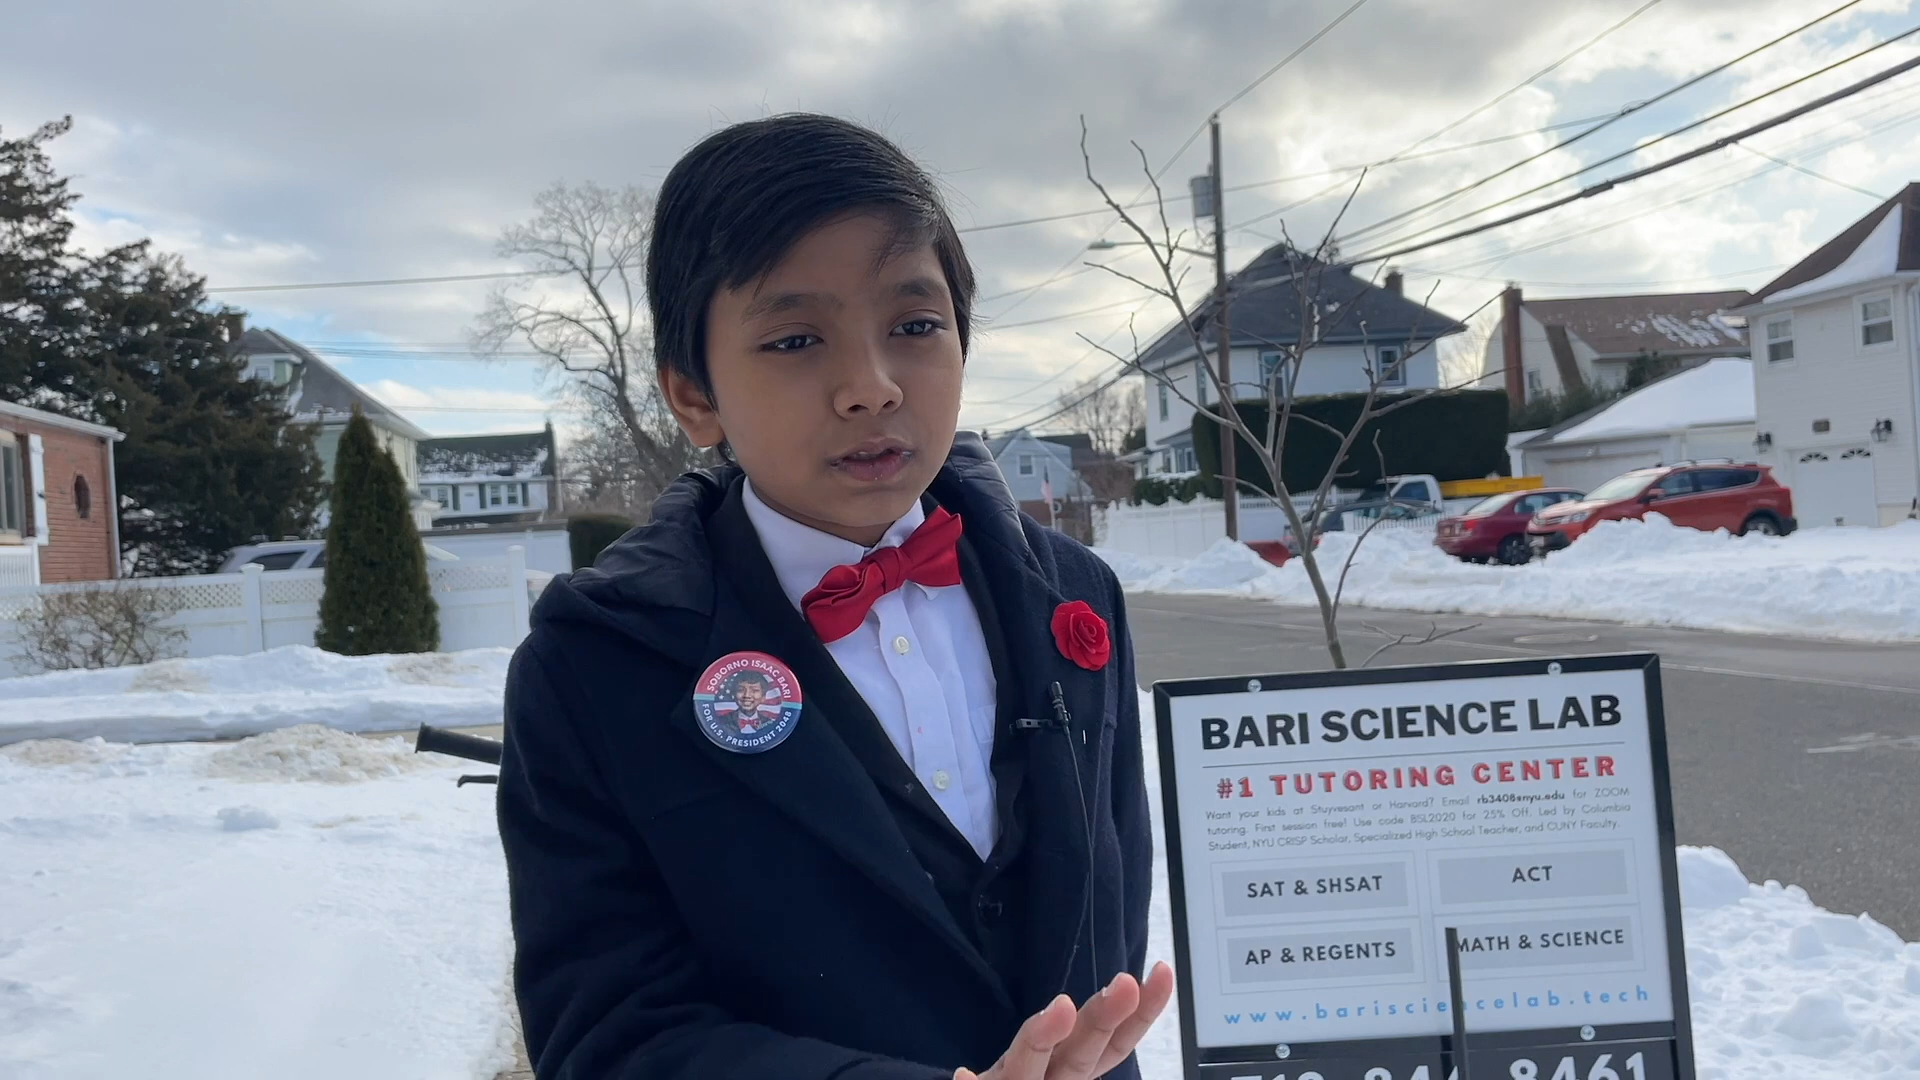 SOBORNO ISAAC BARI
FOR U.S. PRESIDENT 2048
BARI SCIENCE LAB
#1 TUTORING CENTER
Want your kids at Stuyvesant or Harvard? Email rb3408@nyu.edu for ZOOM
tutoring. First session free! Use code BSL2020 for 25% Off. Led by Columbia
Student, NYU CRISP Scholar, Specialized High School Teacher, and CUNY Faculty.
SAT & SHSAT
ACT
AP & REGENTS
MATH & SCIENCE
www.barisciencelab.tech
8461